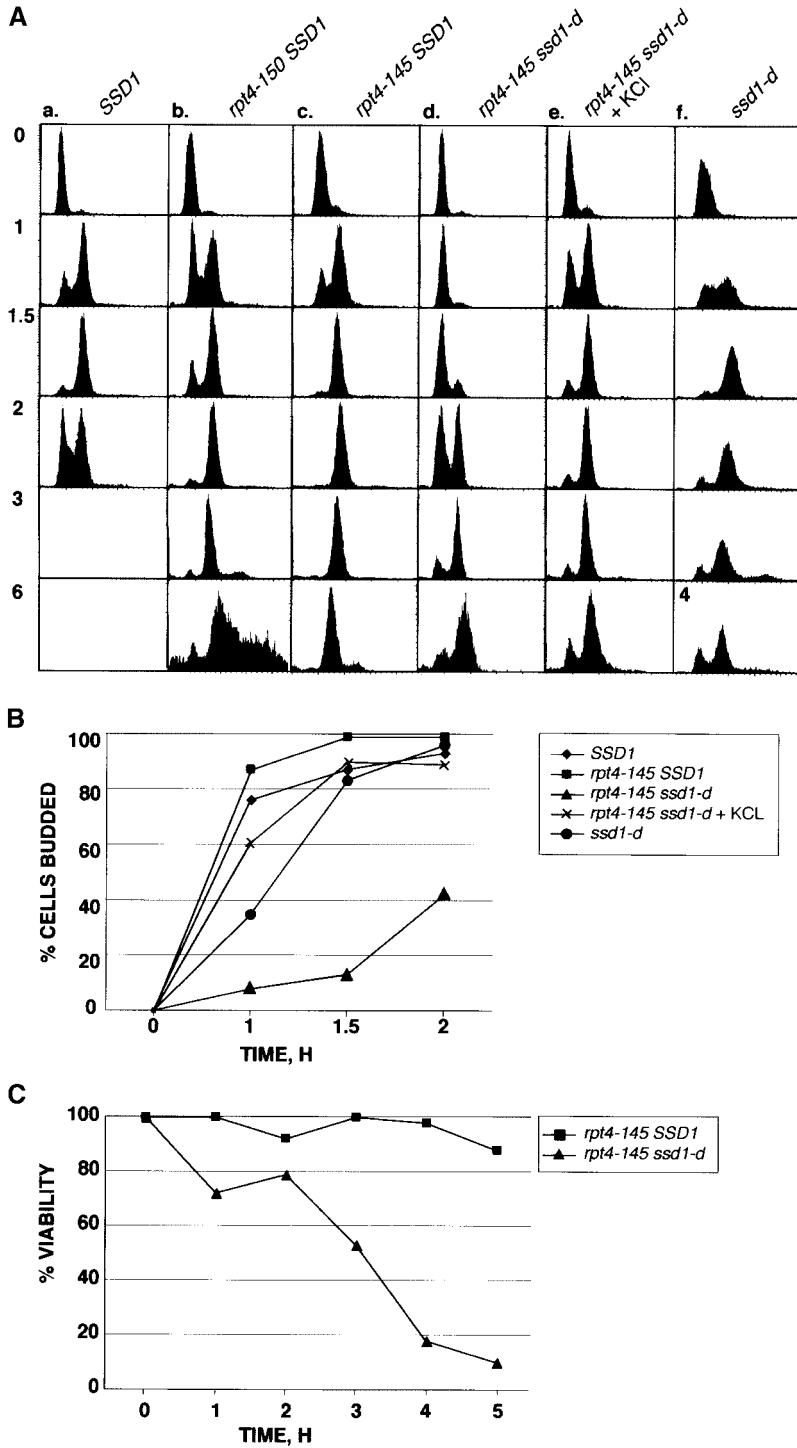 A
a. SSD1
b. rpt4-150 SSD1
c. rpt4-145 SSD1
d. rpt4-145 ssd1-d
e. rpt4-145 ssd1-d
+ KCl
f. ssd1-d
0
1
1.5
2
3
6
4
B
% CELLS BUDDED
100
80
60
40
20
0
0 1 1.5 2
TIME, H
SSD1
rpt4-145 SSD1
rpt4-145 ssd1-d
rpt4-145 ssd1-d + KCL
ssd1-d
C
% VIABILITY
100
80
60
40
20
0
0 1 2 3 4 5
TIME, H
rpt4-145 SSD1
rpt4-145 ssd1-d